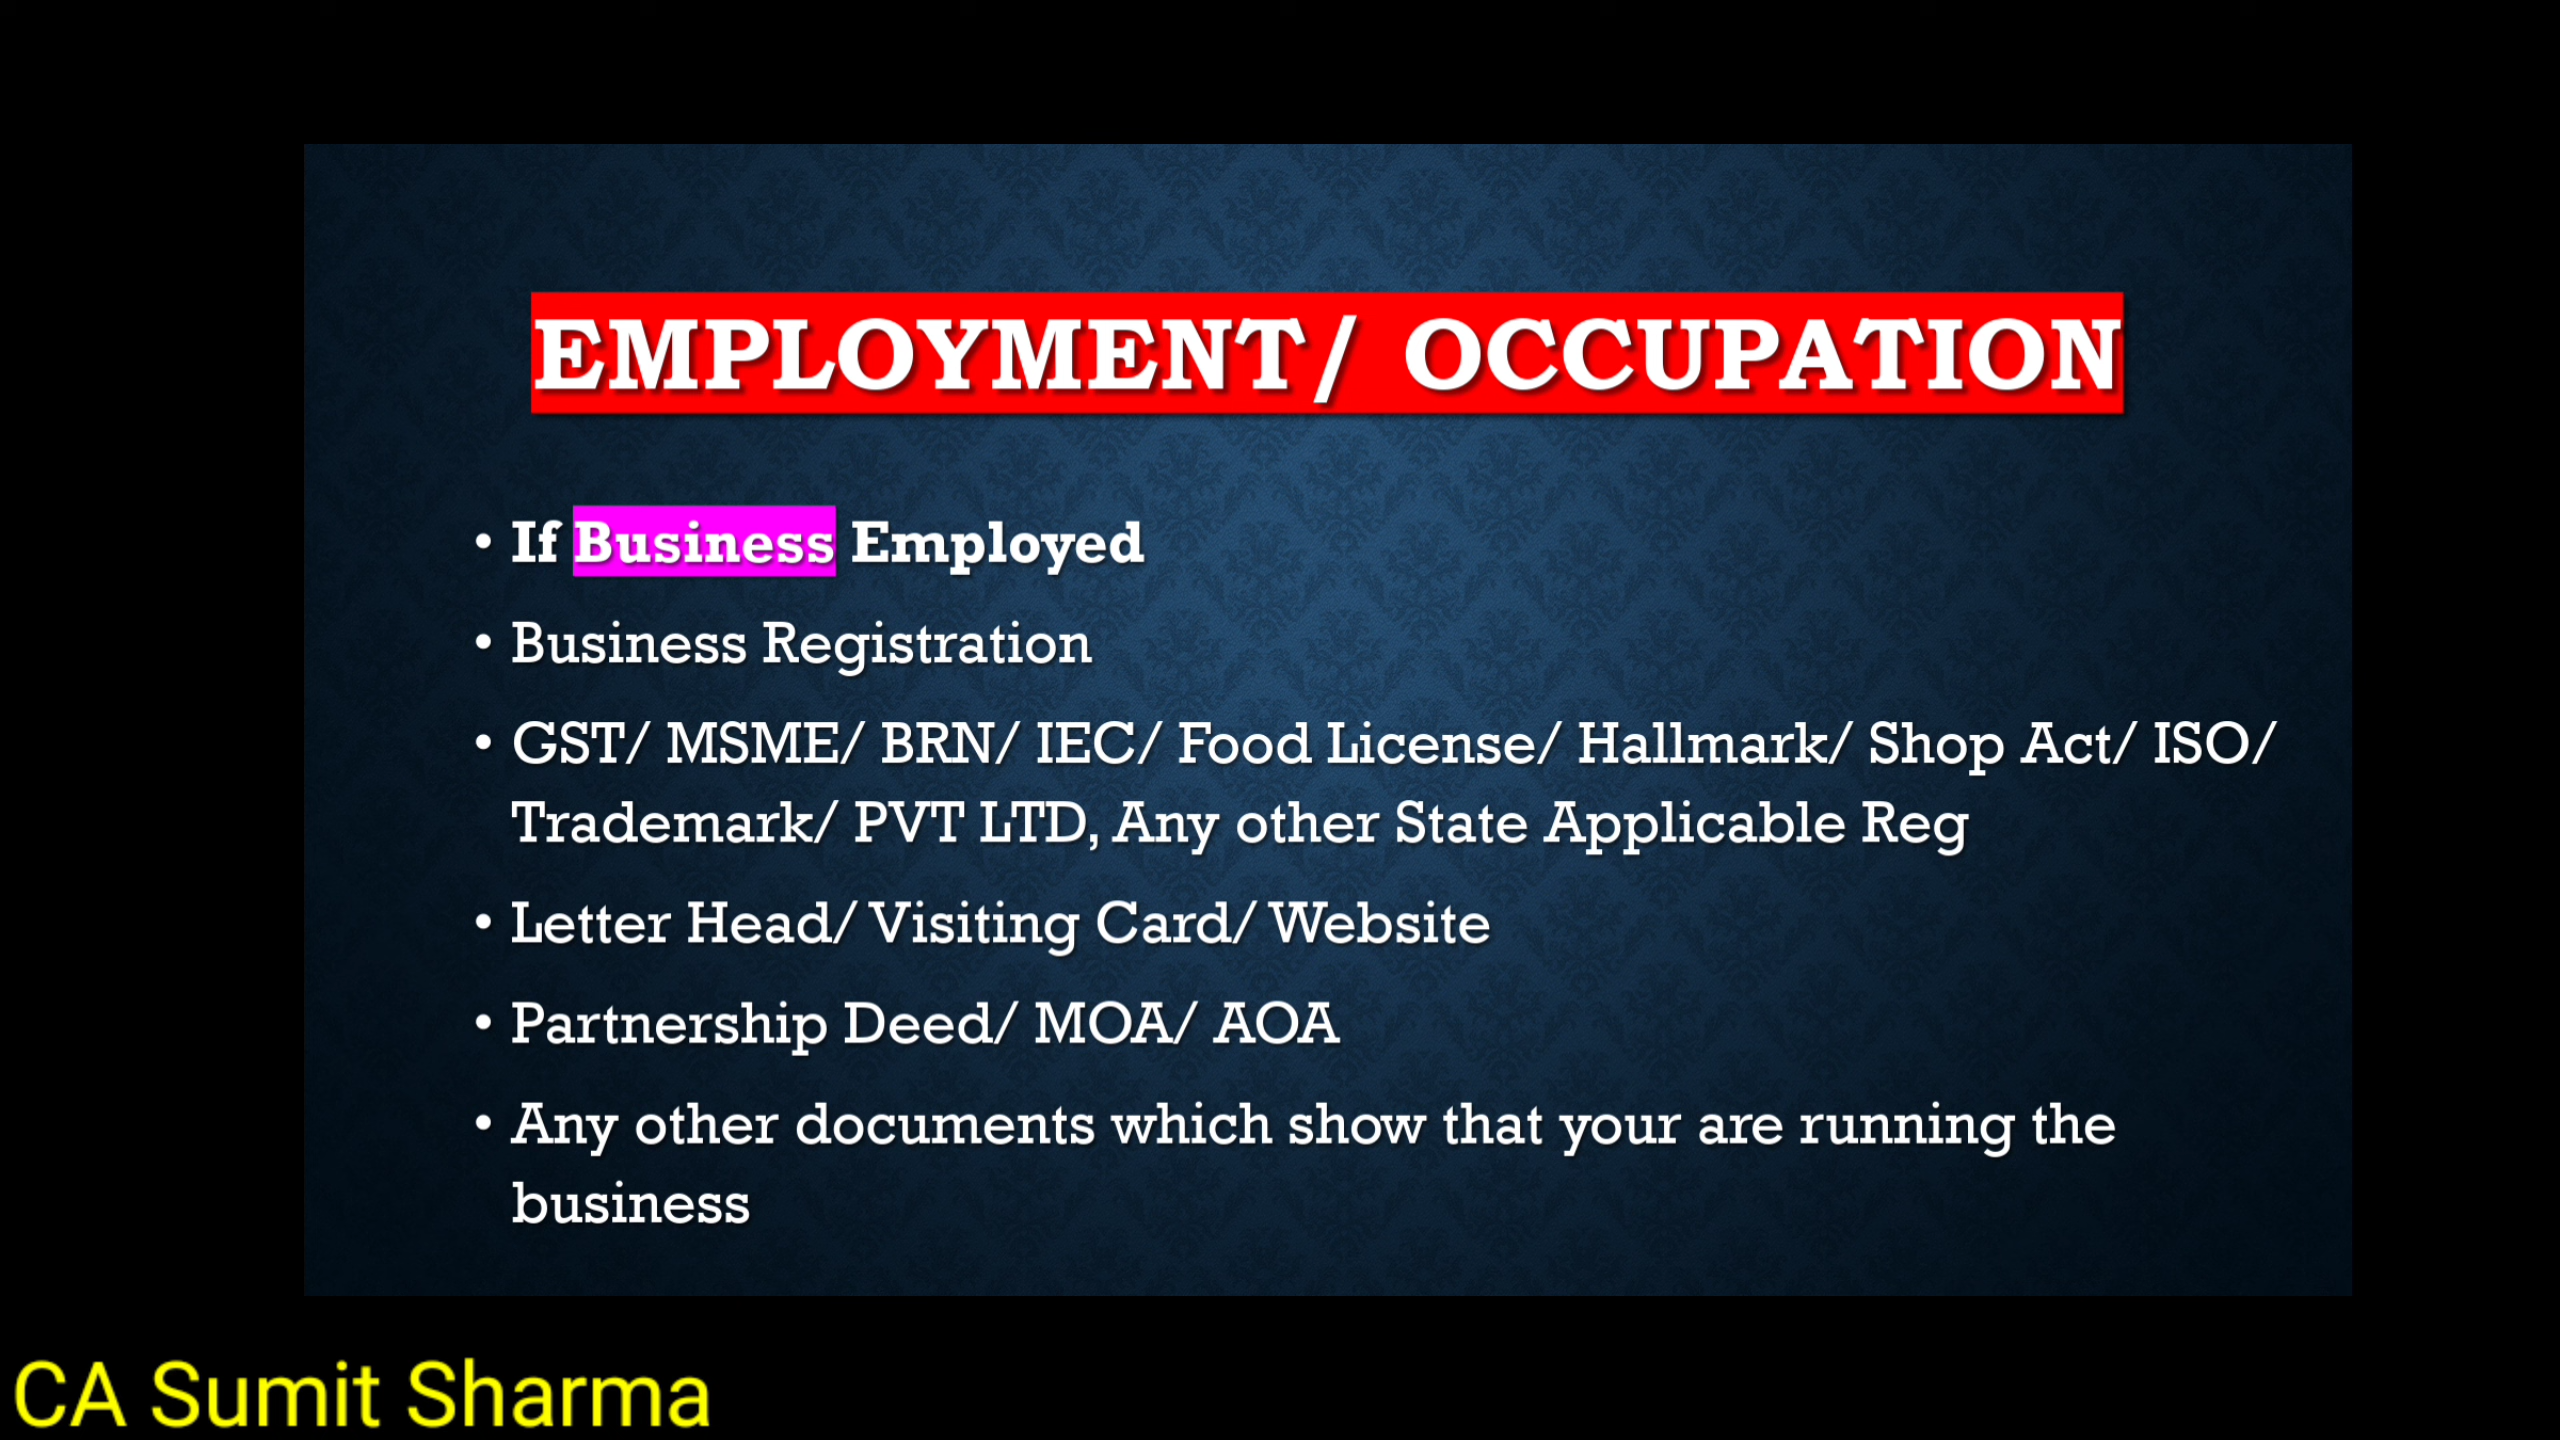 EMPLOYMENT/ OCCUPATION
• If Business Employed
• Business Registration
• GST/ MSME/ BRN/ IEC/ Food License/ Hallmark/ Shop Act/ ISO/
Trademark/ PVT LTD, Any other State Applicable Reg
• Letter Head/ Visiting Card/ Website
• Partnership Deed/ MOA/ AOA
• Any other documents which show that your are running the
business
CA Sumit Sharma